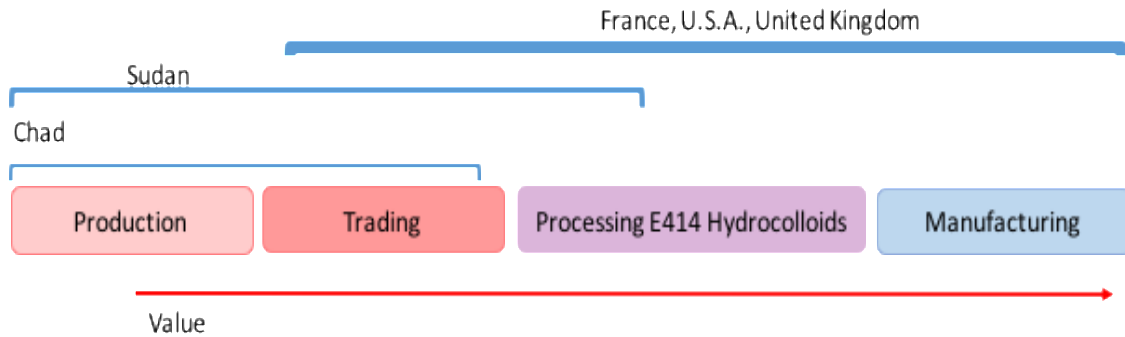 France, U.S.A., United Kingdom
Sudan
Chad
Production
Trading
Processing E414 Hydrocolloids
Manufacturing
Value